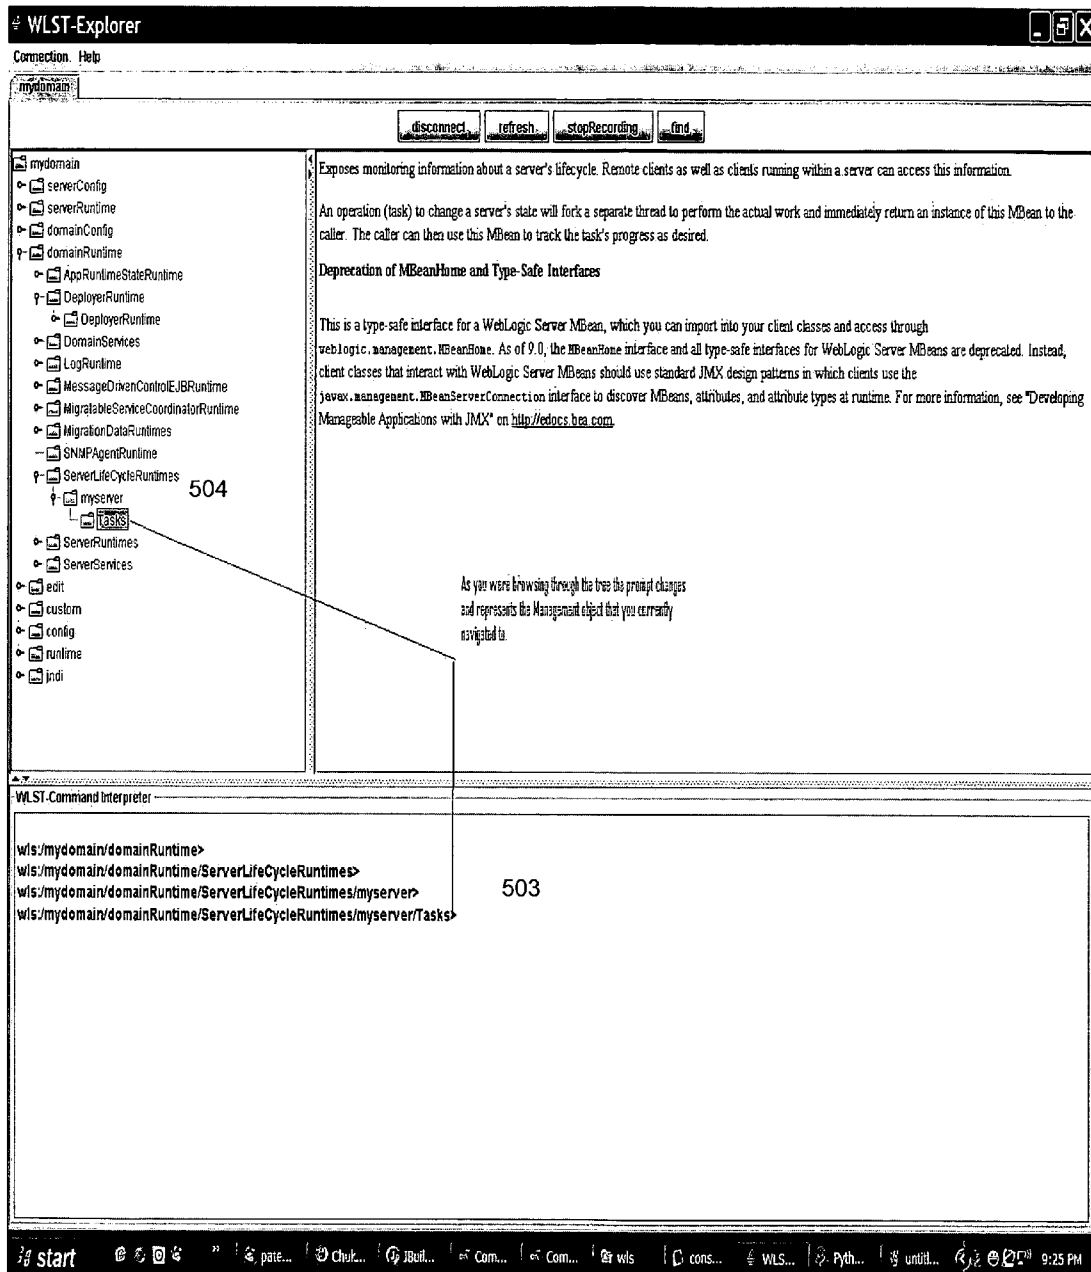 WLST-Explorer
Connection Help
mydomain
disconnect refresh stopRecording find
mydomain
serverConfig
serverRuntime
domainConfig
domainRuntime
AppRuntimeStateRuntime
DeployerRuntime
DeployerRuntime
DomainServices
LogRuntime
MessageDrivenControlEJBRuntime
MigratableServiceCoordinatorRuntime
MigrationDataRuntimes
SNMPAgentRuntime
ServerLifeCycleRuntimes
504
myserver
Tasks
ServerRuntimes
ServerServices
edit
custom
config
runtime
jndi
Exposes monitoring information about a server's lifecycle. Remote clients as well as clients running within a server can access this information.
An operation (task) to change a server's state will fork a separate thread to perform the actual work and immediately return an instance of this MBean to the
caller. The caller can then use this MBean to track the task's progress as desired.
Deprecation of MBeanHome and Type-Safe Interfaces
This is a type-safe interface for a WebLogic Server MBean, which you can import into your client classes and access through
weblogic.management.MBeanHome. As of 9.0, the MBeanHome interface and all type-safe interfaces for WebLogic Server MBeans are deprecated. Instead,
client classes that interact with WebLogic Server MBeans should use standard JMX design patterns in which clients use the
javax.management.MBeanServerConnection interface to discover MBeans, attributes, and attribute types at runtime. For more information, see "Developing
Manageable Applications with JMX" on http://edocs.bea.com.
As you were browsing through the tree the prompt changes
and represents the Management object that you currently
navigated to.
WLST-Command Interpreter
wls:/mydomain/domainRuntime>
wls:/mydomain/domainRuntime/ServerLifeCycleRuntimes>
wls:/mydomain/domainRuntime/ServerLifeCycleRuntimes/myserver>
wls:/mydomain/domainRuntime/ServerLifeCycleRuntimes/myserver/Tasks>
503
start » pate... Chuk... JBuil... Com... Com... wls cons... WLS... Pyth... untitl... 9:25 PM